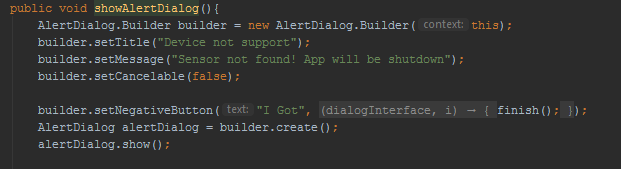 public void showAlertDialog(){
AlertDialog.Builder builder = new AlertDialog.Builder( context: this);
builder.setTitle("Device not support");
builder.setMessage("Sensor not found! App will be shutdown");
builder.setCancelable(false);
builder.setNegativeButton( text: "I Got", (dialogInterface, i) → { finish(); });
AlertDialog alertDialog = builder.create();
alertDialog.show();